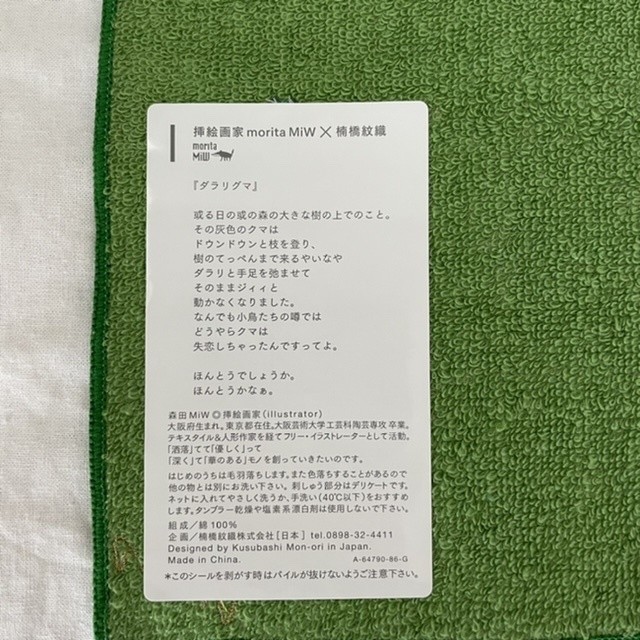 挿絵画家 morita MiW × 楠橋紋織
morita
MiW
『ダラリグマ』
或る日の或の森の大きな樹の上でのこと。
その灰色のクマは
ドウンドウンと枝を登り、
樹のてっぺんまで来るやいなや
ダラリと手足を弛ませて
そのままジィィと
動かなくなりました。
なんでも小鳥たちの噂では
どうやらクマは
失恋しちゃったんですってよ。
ほんとうでしょうか。
ほんとうかなぁ。
森田MiW◎挿絵画家(illustrator)
大阪府生まれ。東京都在住。大阪芸術大学工芸科陶芸専攻 卒業。
テキスタイル&人形作家を経てフリー・イラストレーターとして活動。
「洒落」てて「優しく」って
「深く」て「華のある」モノを創っていきたいのです。
はじめのうちは毛羽落ちします。また色落ちすることがあるので
他の物とは別にお洗い下さい。刺しゅう部分はデリケートです。
ネットに入れてやさしく洗うか、手洗い(40℃以下)をおすすめ
します。タンブラー乾燥や塩素系漂白剤は使用しないで下さい。
組成/綿100%
企画/楠橋紋織株式会社[日本] tel.0898-32-4411
Designed by Kusubashi Mon-ori in Japan.
Made in China. A-64790-86-G
*このシールを剥がす時はパイルが抜けないようご注意下さい。